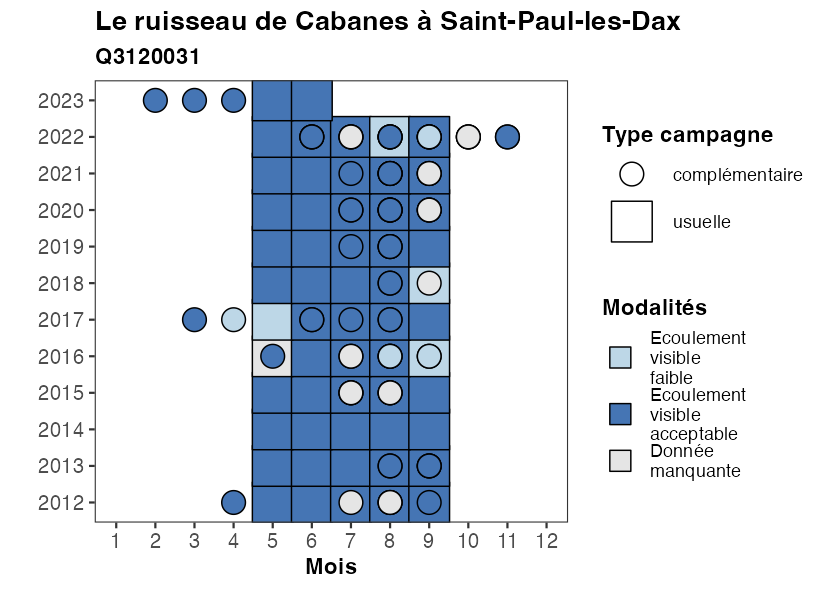 Le ruisseau de Cabanes à Saint-Paul-les-Dax
Q3120031
2023
2022
2021
2020
2019
2018
2017
2016
2015
2014
2013
2012
1 2 3 4 5 6 7 8 9 10 11 12
Mois
Type campagne
complémentaire
usuelle
Modalités
Ecoulement
visible
faible
Ecoulement
visible
acceptable
Donnée
manquante